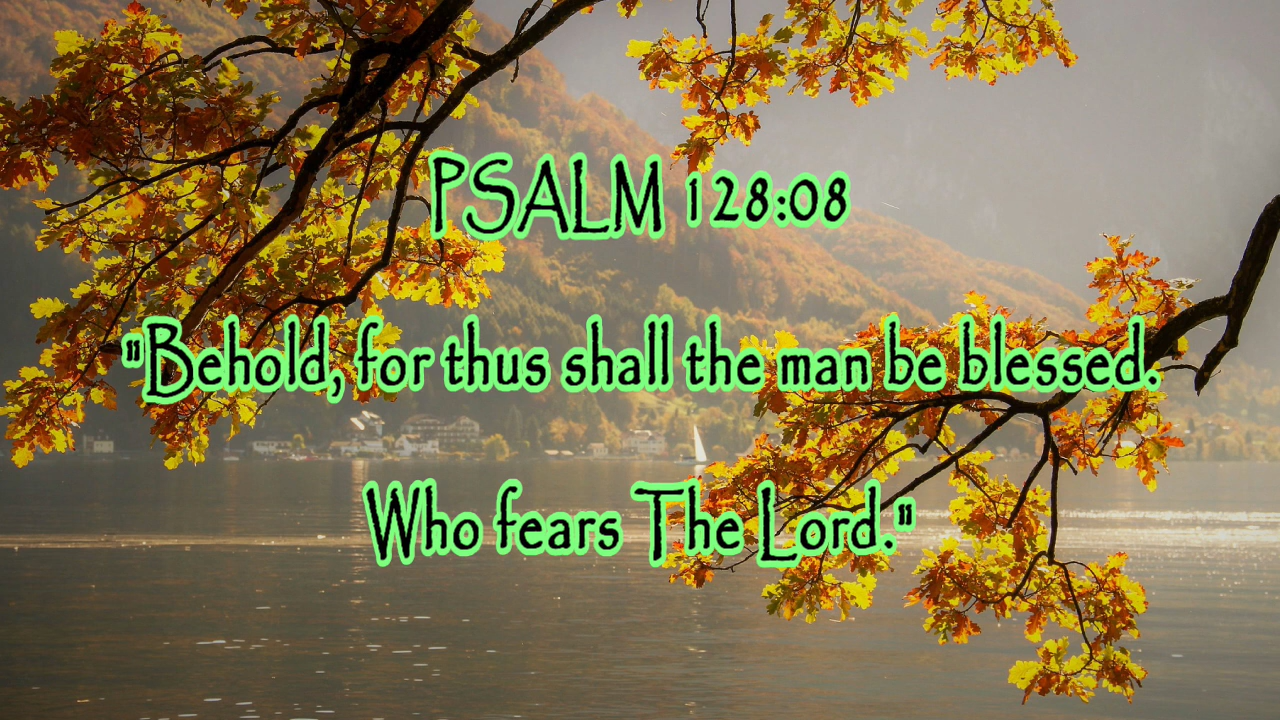 PSALM 128:08
"Behold, for thus shall the man be blessed.
Who fears The Lord."